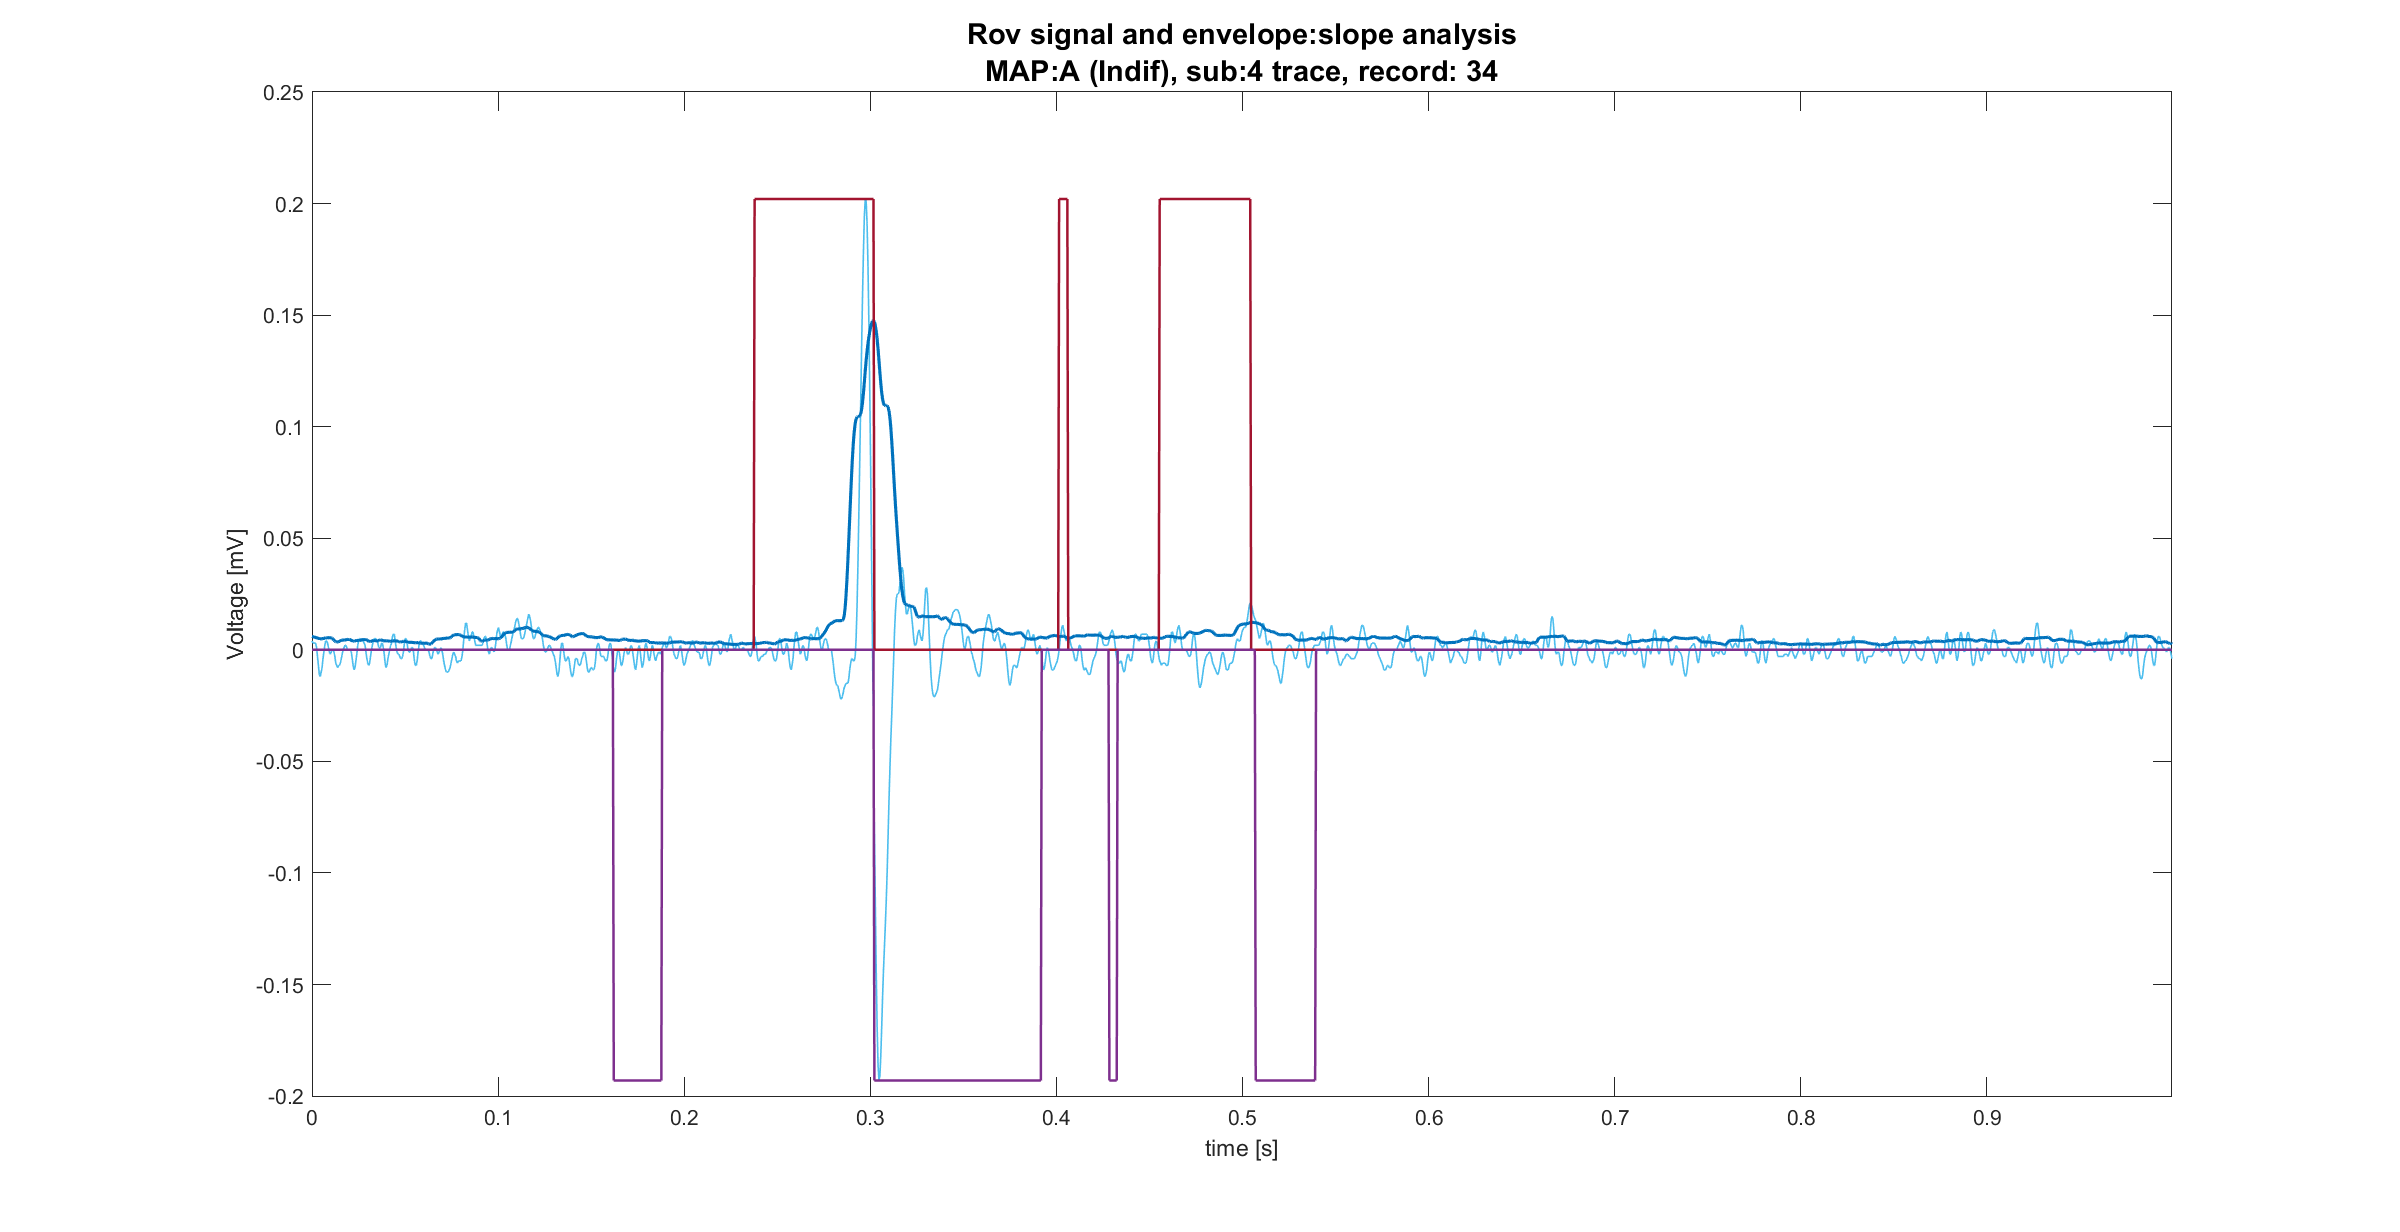 Rov signal and envelope:slope analysis
MAP:A (Indif), sub:4 trace, record: 34
0.25
0.2
0.15
0.1
0.05
0
-0.05
-0.1
-0.15
-0.2
Voltage [mV]
0 0.1 0.2 0.3 0.4 0.5 0.6 0.7 0.8 0.9
time [s]